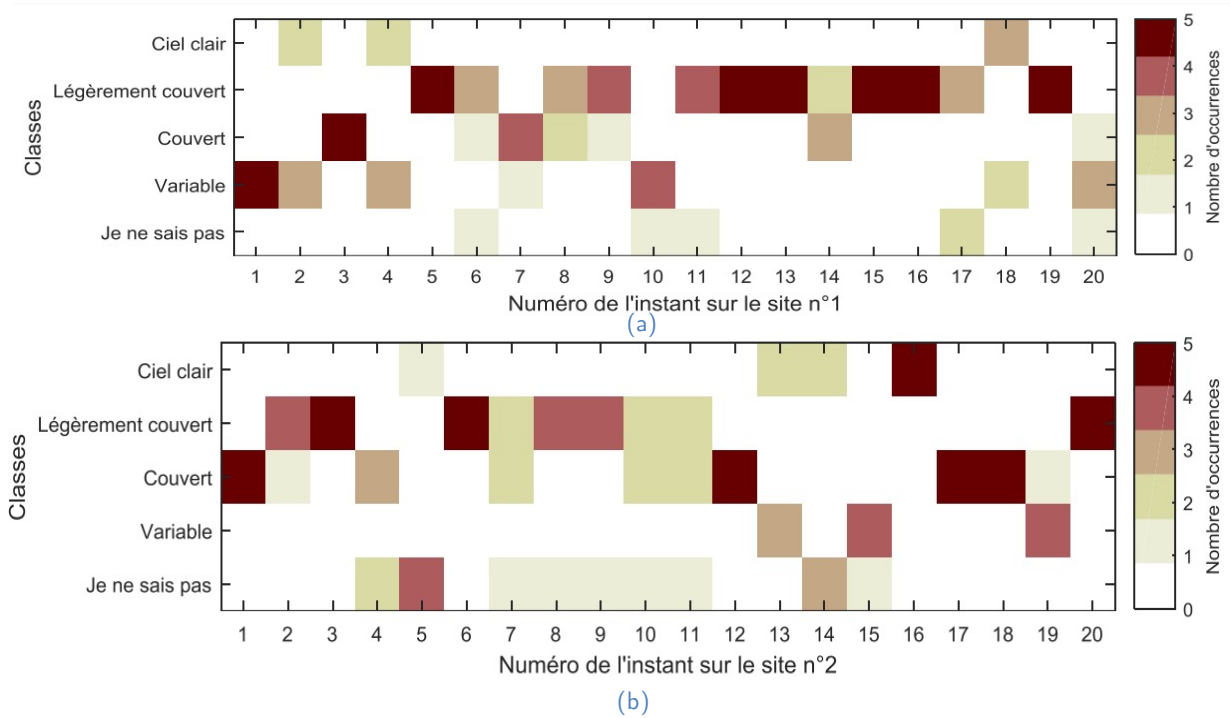 Classes
Ciel clair
Légèrement couvert
Couvert
Variable
Je ne sais pas
1 2 3 4 5 6 7 8 9 10 11 12 13 14 15 16 17 18 19 20
Numéro de l'instant sur le site n°1
5
4
3
2
1
0
Nombre d'occurrences
(a)
Classes
Ciel clair
Légèrement couvert
Couvert
Variable
Je ne sais pas
1 2 3 4 5 6 7 8 9 10 11 12 13 14 15 16 17 18 19 20
Numéro de l'instant sur le site n°2
5
4
3
2
1
0
Nombre d'occurrences
(b)